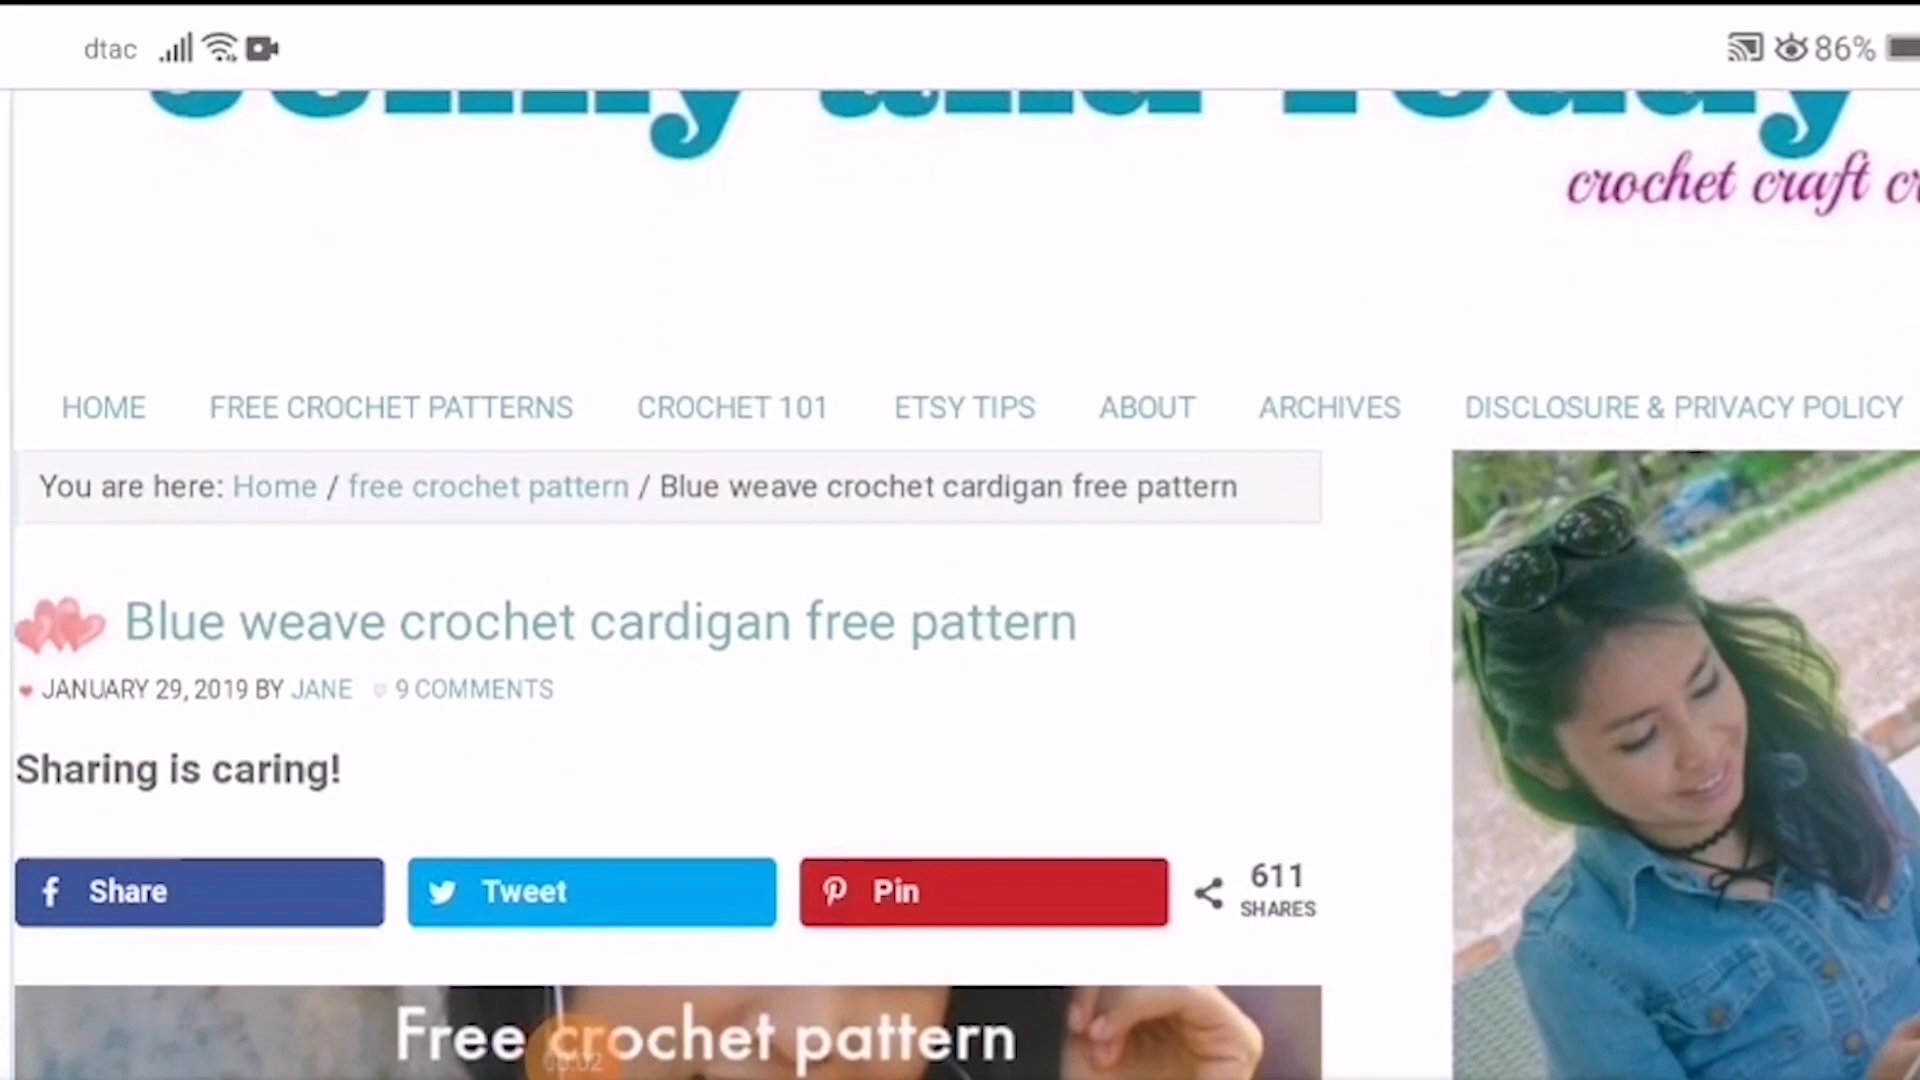 dtac
86%
crochet craft
HOME
FREE CROCHET PATTERNS
CROCHET 101
ETSY TIPS
ABOUT
ARCHIVES
DISCLOSURE & PRIVACY POLICY
You are here: Home / free crochet pattern / Blue weave crochet cardigan free pattern
Blue weave crochet cardigan free pattern
JANUARY 29, 2019 BY JANE 9 COMMENTS
Sharing is caring!
Share
Tweet
Pin
611
SHARES
Free crochet pattern